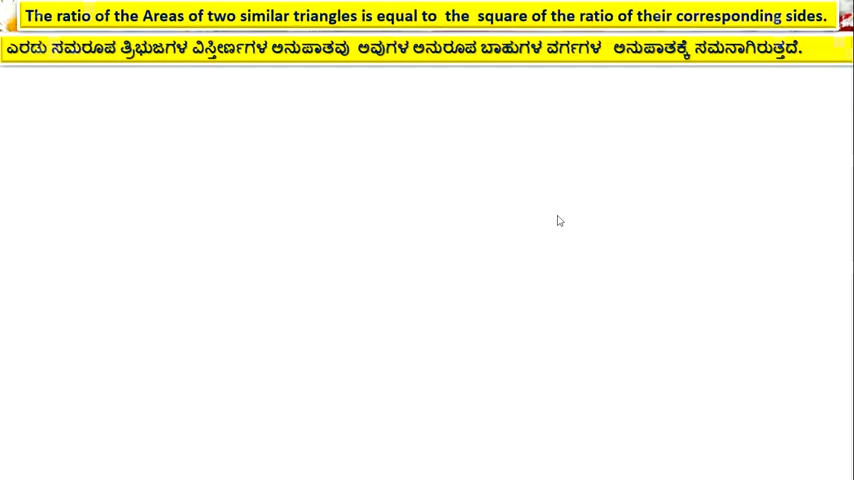 The ratio of the Areas of two similar triangles is equal to the square of the ratio of their corresponding sides.
ಎರಡು ಸಮರೂಪ ತ್ರಿಭುಜಗಳ ವಿಸ್ತೀರ್ಣಗಳ ಅನುಪಾತವು ಅವುಗಳ ಅನುರೂಪ ಬಾಹುಗಳ ವರ್ಗಗಳ ಅನುಪಾತಕ್ಕೆ ಸಮನಾಗಿರುತ್ತದೆ.